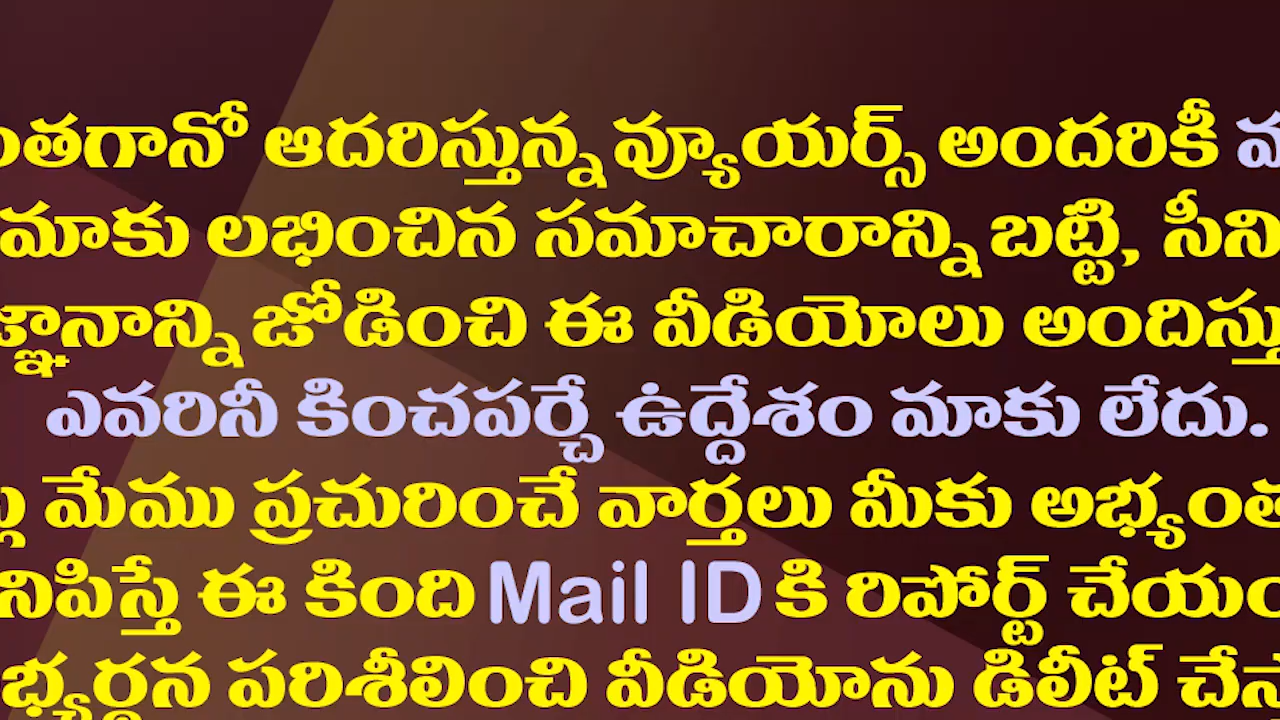 ంతగానో ఆదరిస్తున్న వ్యూయర్స్ అందరికీ
మాకు లభించిన సమాచారాన్ని బట్టి, సీని
జ్ఞానాన్ని జోడించి ఈ వీడియోలు అందిస్తు
ఎవరినీ కించపర్చే ఉద్దేశం మాకు లేదు.
మేము ప్రచురించే వార్తలు మీకు అభ్యంత
నిపిస్తే ఈ కింది Mail ID కి రిపోర్ట్ చేయం
భ్యర్థన పరిశీలించి వీడియోను డిలీట్ చేస